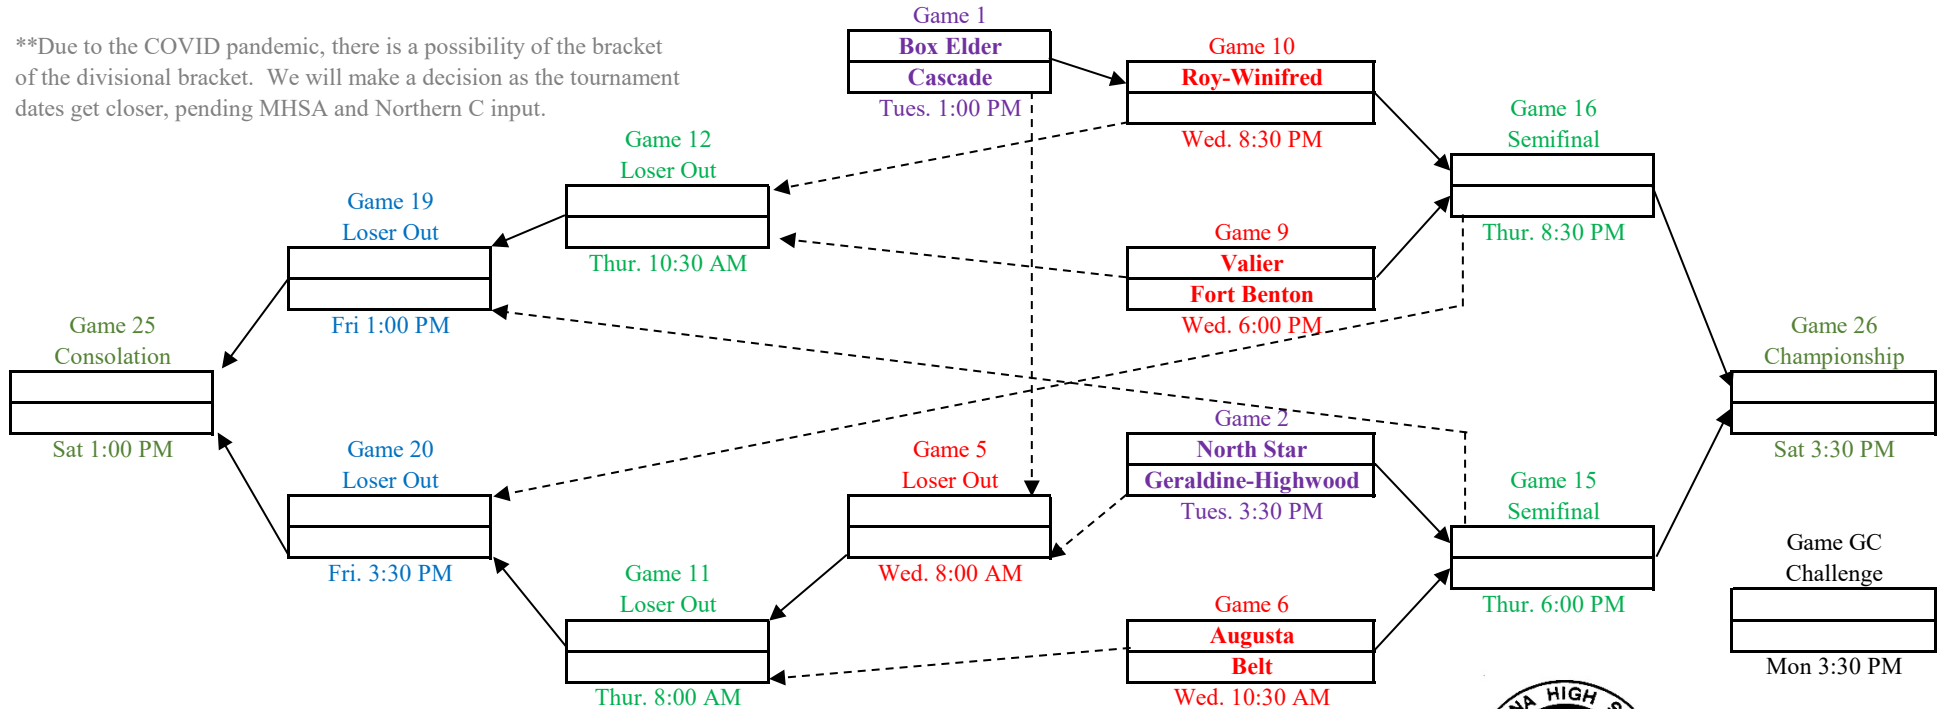 **Due to the COVID pandemic, there is a possibility of the bracket
of the divisional bracket.  We will make a decision as the tournament
dates get closer, pending MHSA and Northern C input.
Game 1
Box Elder
Cascade
Tues. 1:00 PM
Game 10
Roy-Winifred
Wed. 8:30 PM
Game 16
Semifinal
Thur. 8:30 PM
Game 12
Loser Out
Thur. 10:30 AM
Game 19
Loser Out
Fri 1:00 PM
Game 9
Valier
Fort Benton
Wed. 6:00 PM
Game 25
Consolation
Sat 1:00 PM
Game 26
Championship
Sat 3:30 PM
Game 20
Loser Out
Fri. 3:30 PM
Game 5
Loser Out
Wed. 8:00 AM
Game 2
North Star
Geraldine-Highwood
Tues. 3:30 PM
Game 15
Semifinal
Thur. 6:00 PM
Game 11
Loser Out
Thur. 8:00 AM
Game 6
Augusta
Belt
Wed. 10:30 AM
Game GC
Challenge
Mon 3:30 PM
HIGH